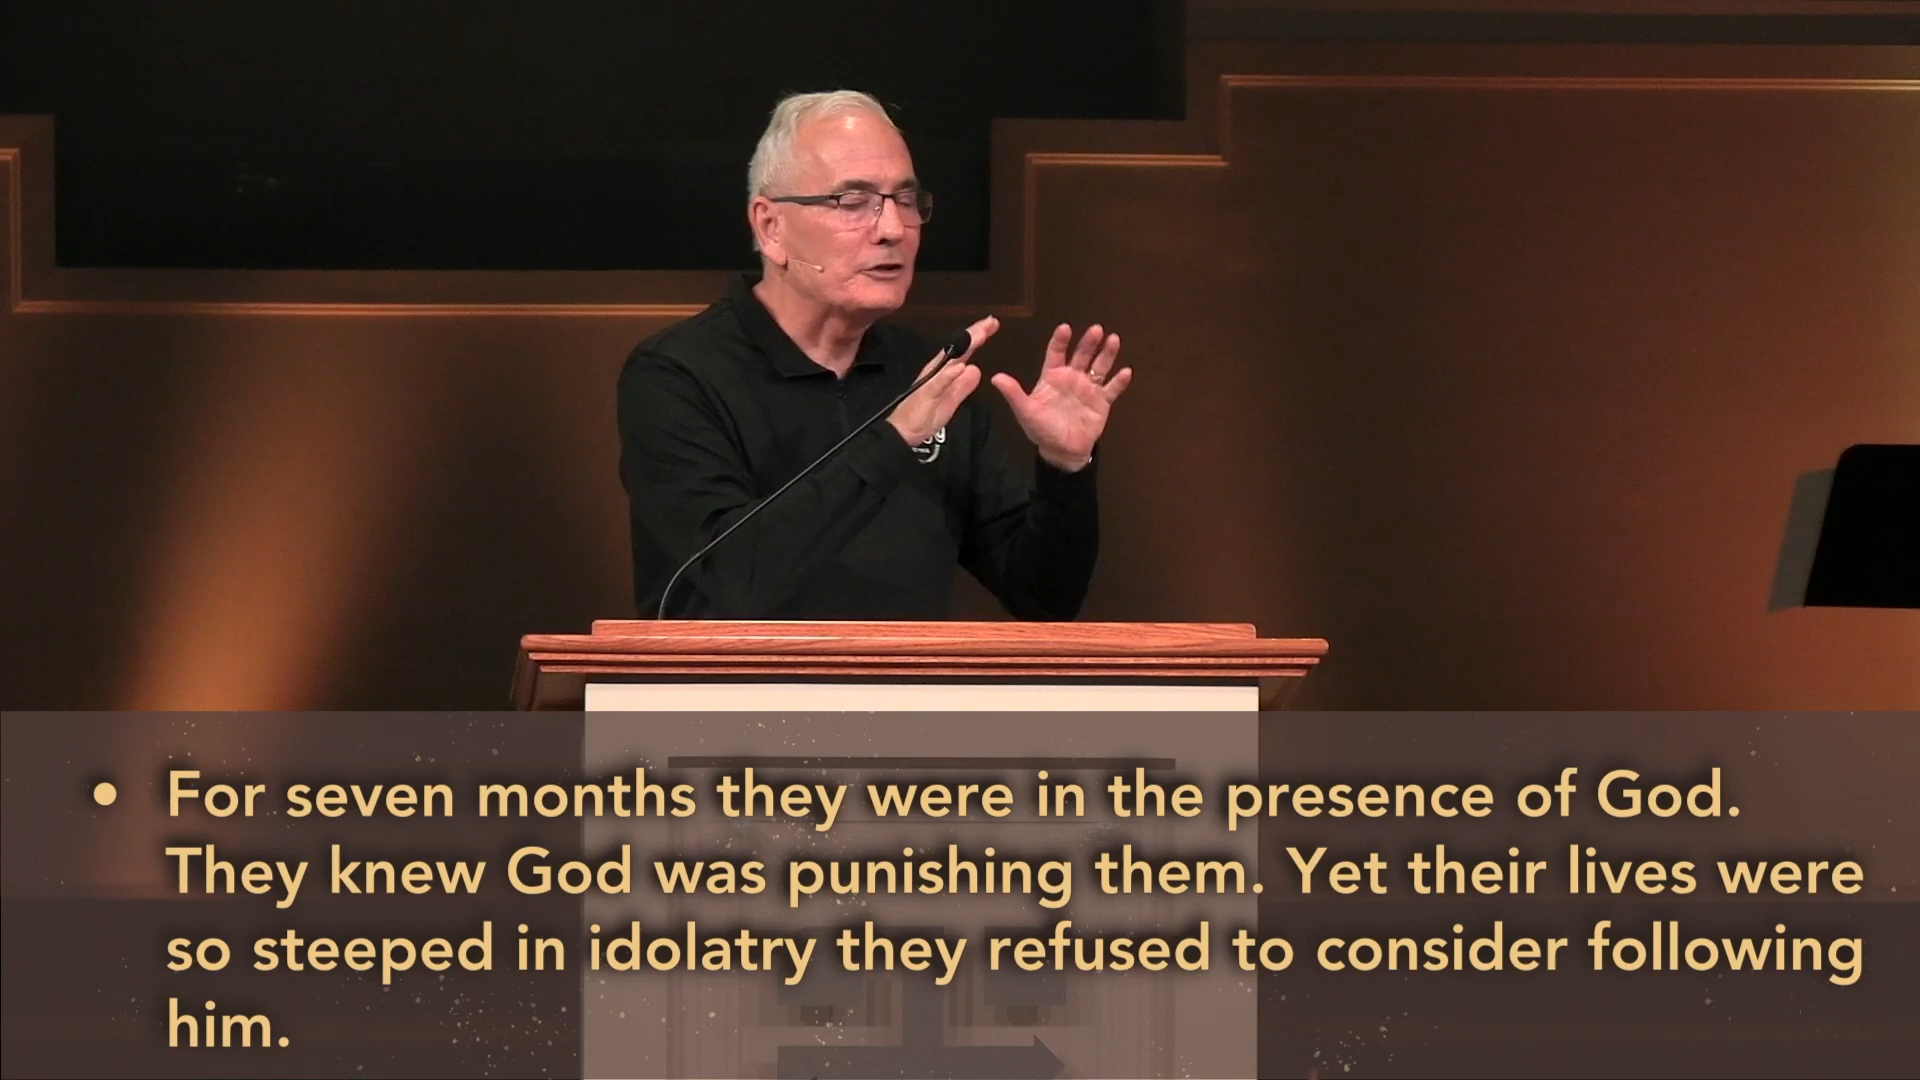 • For seven months they were in the presence of God.
They knew God was punishing them. Yet their lives were
so steeped in idolatry they refused to consider following
him.